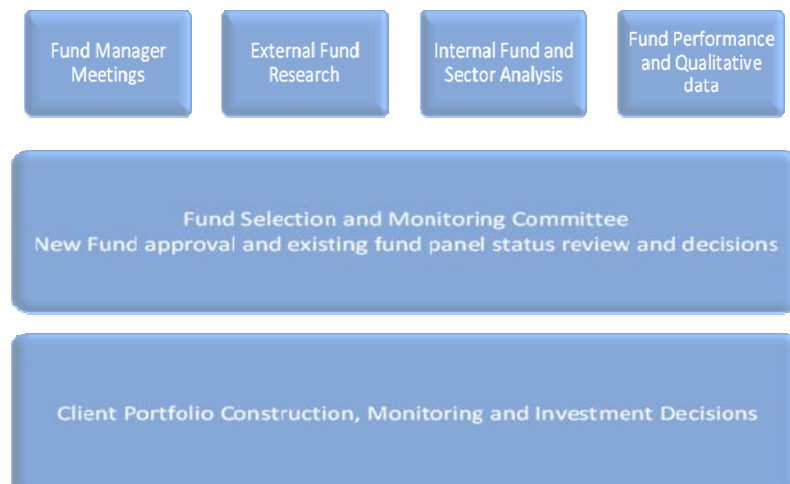 Fund Manager
Meetings
External Fund
Research
Internal Fund and
Sector Analysis
Fund Performance
and Qualitative
data
Fund Selection and Monitoring Committee
New Fund approval and existing fund panel status review and decisions
Client Portfolio Construction, Monitoring and Investment Decisions